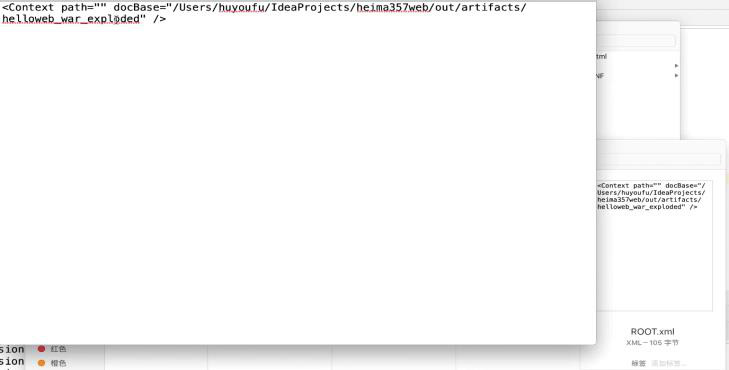 <Context path="" docBase="/Users/huyoufu/IdeaProjects/heima357web/out/artifacts/
helloweb_war_exploded" />
tml
NF
<Context path="" docBase="/
Users/huyoufu/IdeaProjects/
heima357web/out/artifacts/
helloweb_war_exploded" />
ROOT.xml
XML – 105 字节
标签 添加标签...
sion
红色
sion
橙色